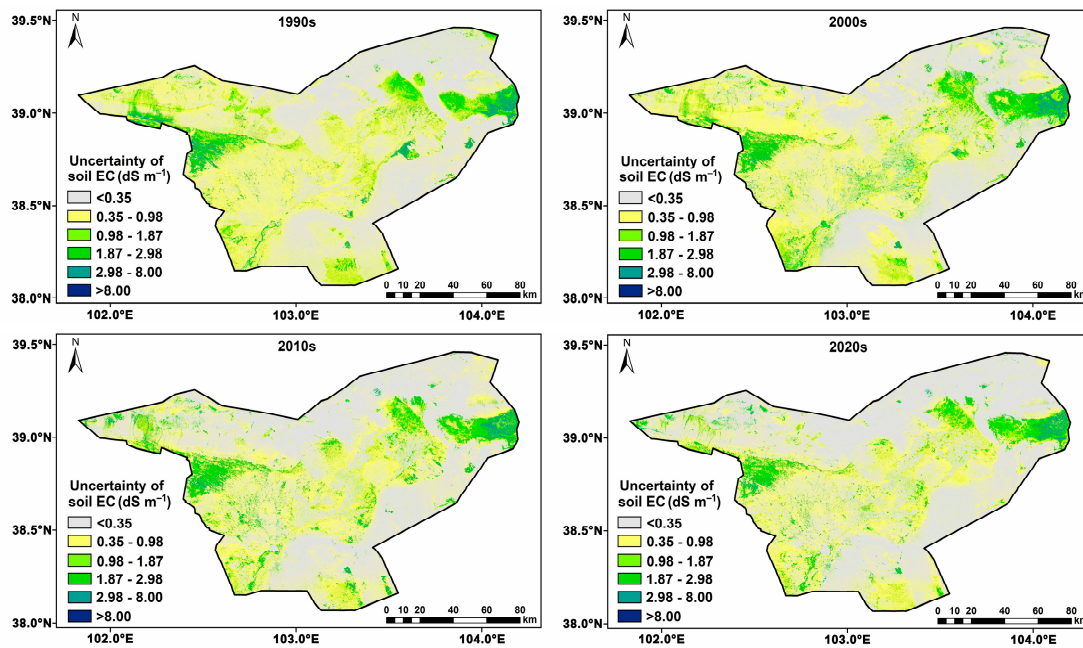 1990s
N
39.5°N
39.0°N
38.5°N
38.0°N
Uncertainty of
soil EC (dS m⁻¹)
<0.35
0.35 - 0.98
0.98 - 1.87
1.87 - 2.98
2.98 - 8.00
>8.00
0 10 20 40 60 80
km
102.0°E 103.0°E 104.0°E
2000s
N
39.5°N
39.0°N
38.5°N
38.0°N
Uncertainty of
soil EC (dS m⁻¹)
<0.35
0.35 - 0.98
0.98 - 1.87
1.87 - 2.98
2.98 - 8.00
>8.00
0 10 20 40 60 80
km
102.0°E 103.0°E 104.0°E
2010s
N
39.5°N
39.0°N
38.5°N
38.0°N
Uncertainty of
soil EC (dS m⁻¹)
<0.35
0.35 - 0.98
0.98 - 1.87
1.87 - 2.98
2.98 - 8.00
>8.00
0 10 20 40 60 80
km
102.0°E 103.0°E 104.0°E
2020s
N
39.5°N
39.0°N
38.5°N
38.0°N
Uncertainty of
soil EC (dS m⁻¹)
<0.35
0.35 - 0.98
0.98 - 1.87
1.87 - 2.98
2.98 - 8.00
>8.00
0 10 20 40 60 80
km
102.0°E 103.0°E 104.0°E